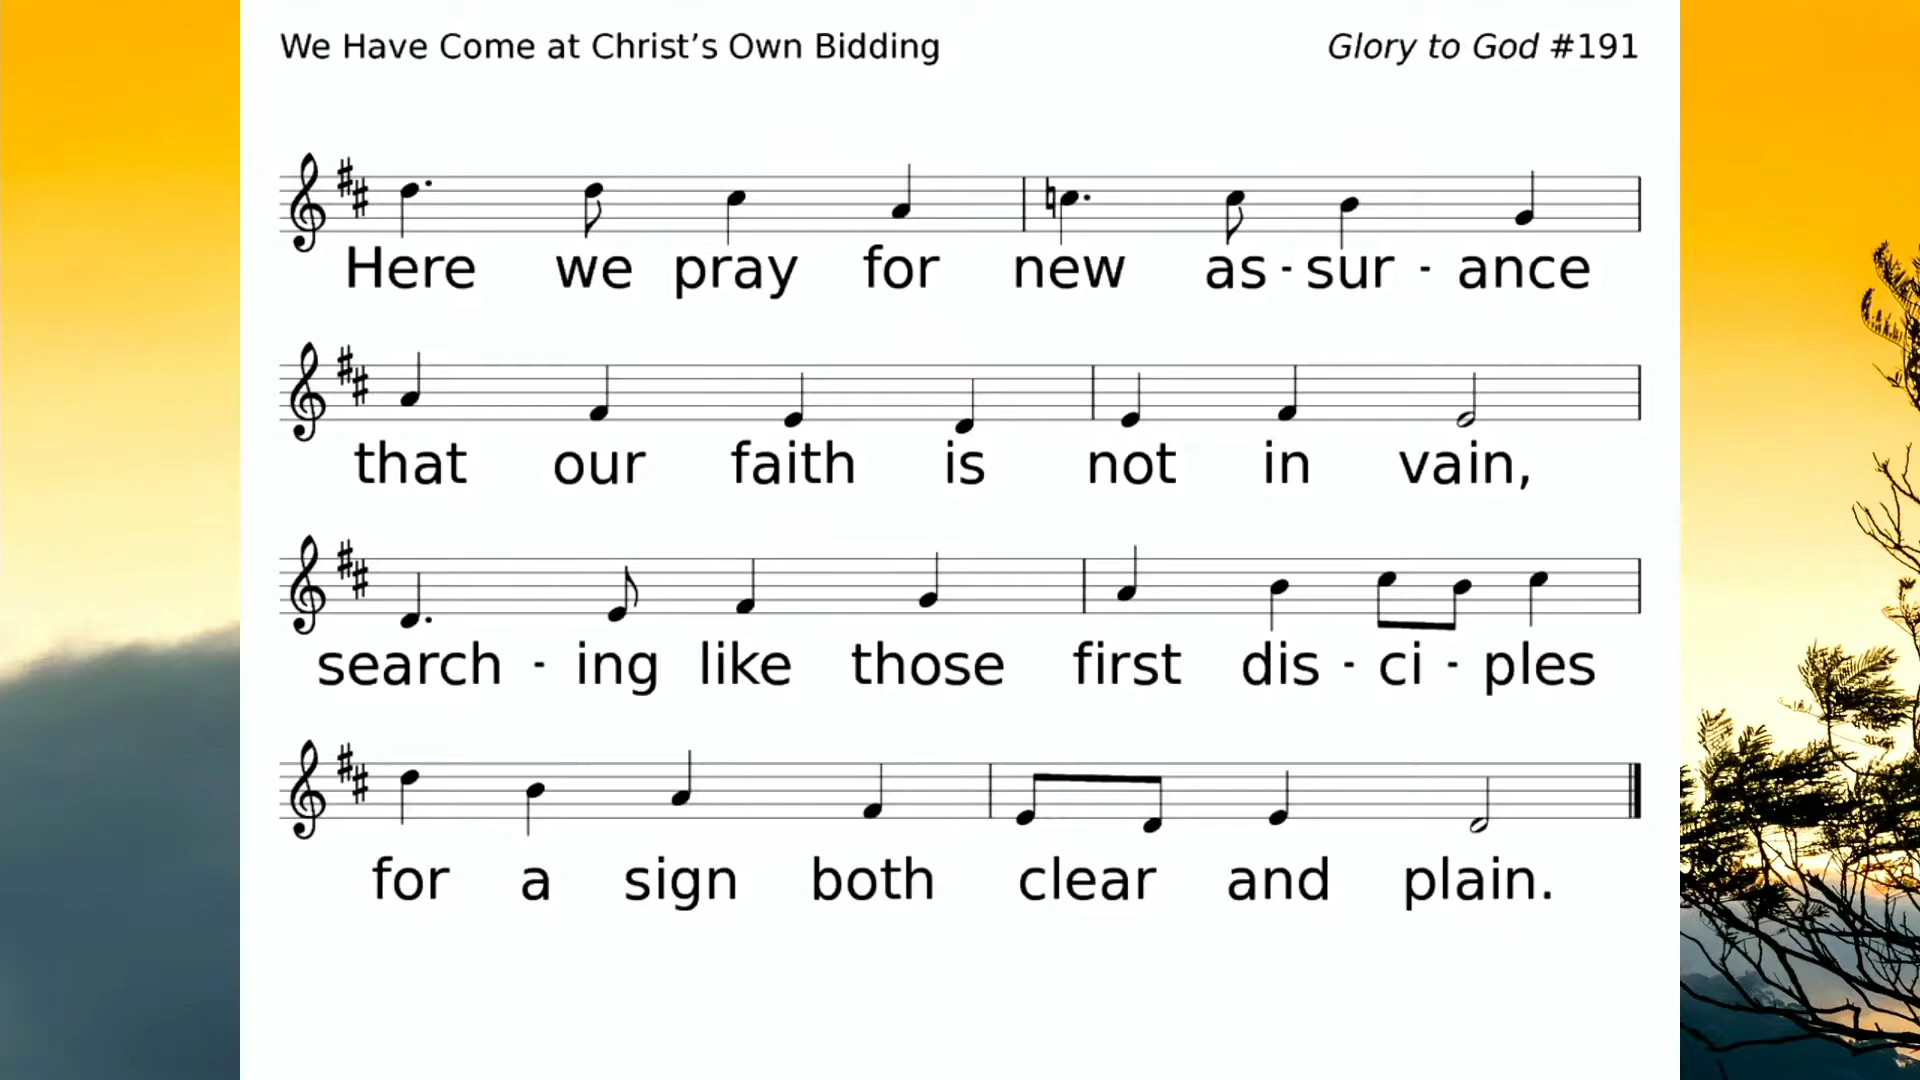 We Have Come at Christ’s Own Bidding
Glory to God #191
Here we pray for new as - sur - ance
that our faith is not in vain,
search - ing like those first dis - ci - ples
for a sign both clear and plain.